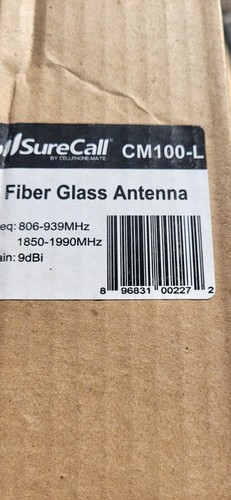 SureCall
BY CELLPHONE-MATE
CM100-L
Fiber Glass Antenna
eq: 806-939MHz
1850-1990MHz
ain: 9dBi
8 96831 00227 2